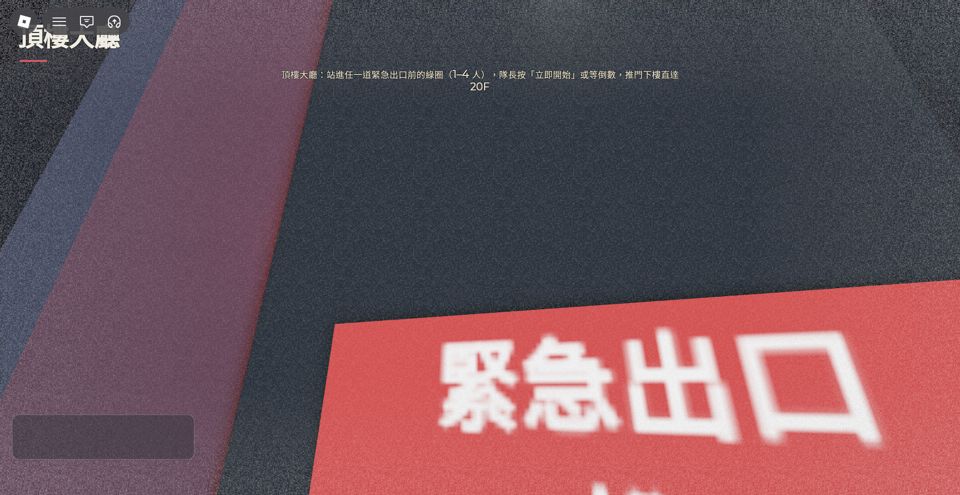 頂樓大廳
頂樓大廳：站進任一道緊急出口前的綠圈（1–4 人），隊長按「立即開始」或等倒數，推門下樓直達
20F
緊急出口